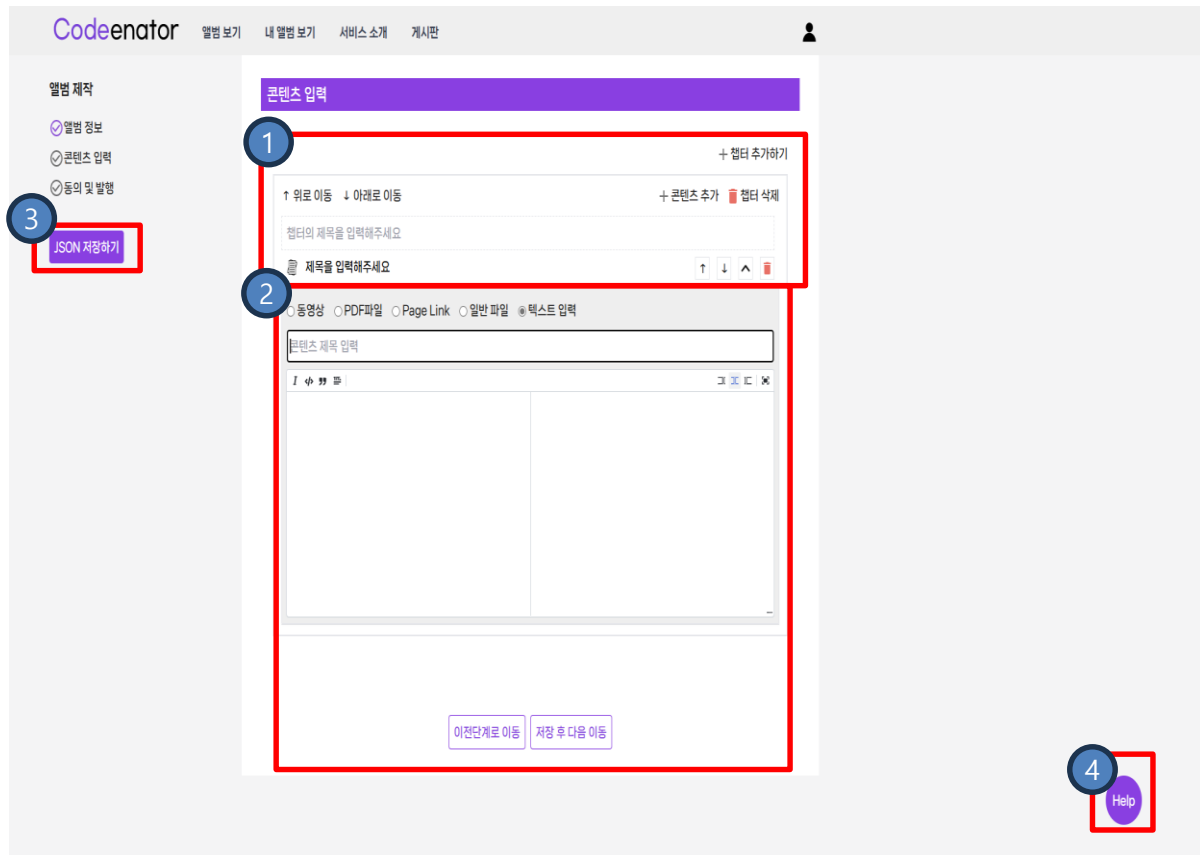 Codeenator 앨범 보기 내 앨범 보기 서비스 소개 게시판
앨범 제작
앨범 정보
콘텐츠 입력
동의 및 발행
3
JSON 저장하기
콘텐츠 입력
1
+ 챕터 추가하기
↑ 위로 이동 ↓ 아래로 이동 + 콘텐츠 추가 챕터 삭제
챕터의 제목을 입력해주세요
제목을 입력해주세요
2
동영상 PDF파일 Page Link 일반 파일 텍스트 입력
콘텐츠 제목 입력
이전단계로 이동 저장 후 다음 이동
4
Help